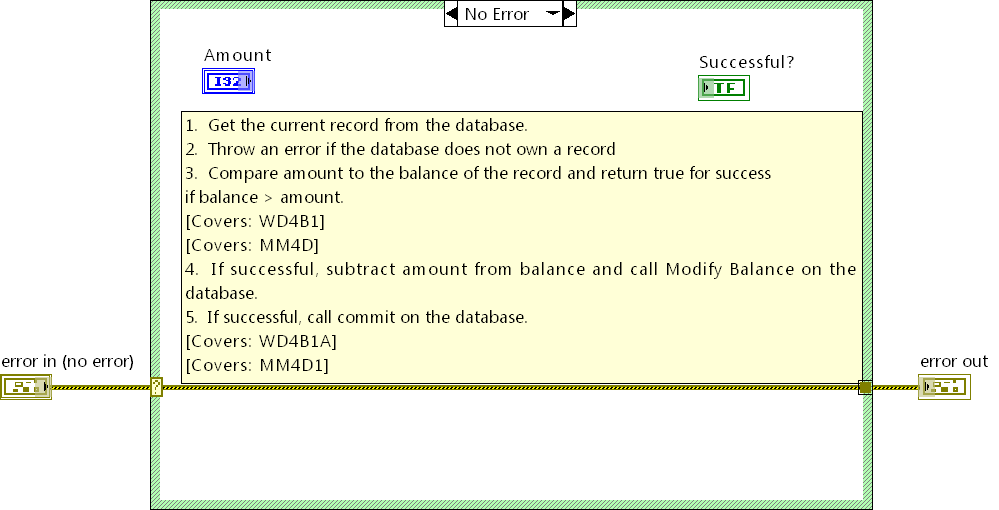 No Error
Amount
I32
Successful?
TF
1. Get the current record from the database.
2. Throw an error if the database does not own a record
3. Compare amount to the balance of the record and return true for success
if balance > amount.
[Covers: WD4B1]
[Covers: MM4D]
4. If successful, subtract amount from balance and call Modify Balance on the
database.
5. If successful, call commit on the database.
[Covers: WD4B1A]
[Covers: MM4D1]
error in (no error)
?
error out